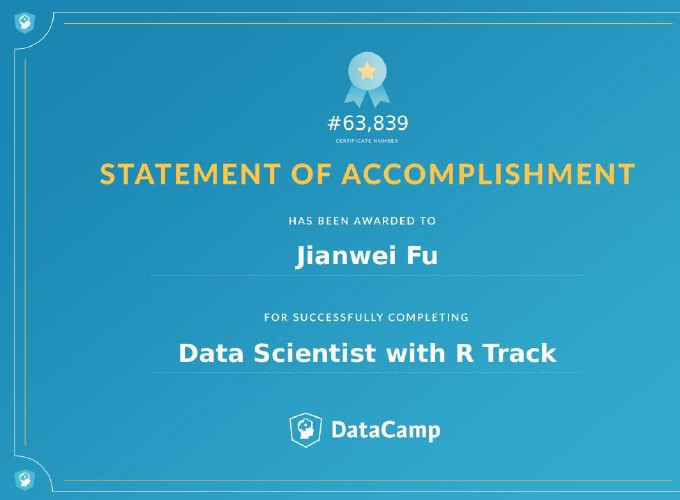 #63,839
CERTIFICATE NUMBER
STATEMENT OF ACCOMPLISHMENT
HAS BEEN AWARDED TO
Jianwei Fu
FOR SUCCESSFULLY COMPLETING
Data Scientist with R Track
DataCamp